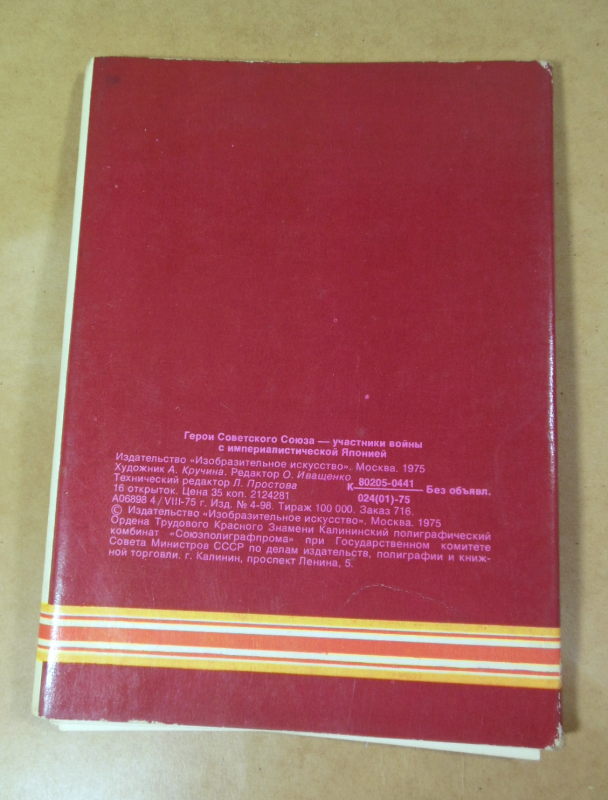 Герои Советского Союза — участники войны
с империалистической Японией
Издательство «Изобразительное искусство». Москва. 1975
Художник А. Кручина. Редактор О. Иващенко
Технический редактор Л. Простова
К 80205-0441 Без объявл.
024(01)-75
16 открыток. Цена 35 коп. 2124281
А06898 4/VIII-75 г. Изд. № 4-98. Тираж 100 000. Заказ 716.
© Издательство «Изобразительное искусство». Москва. 1975
Ордена Трудового Красного Знамени Калининский полиграфический
комбинат «Союзполиграфпрома» при Государственном комитете
Совета Министров СССР по делам издательств, полиграфии и книж-
ной торговли. г. Калинин, проспект Ленина, 5.